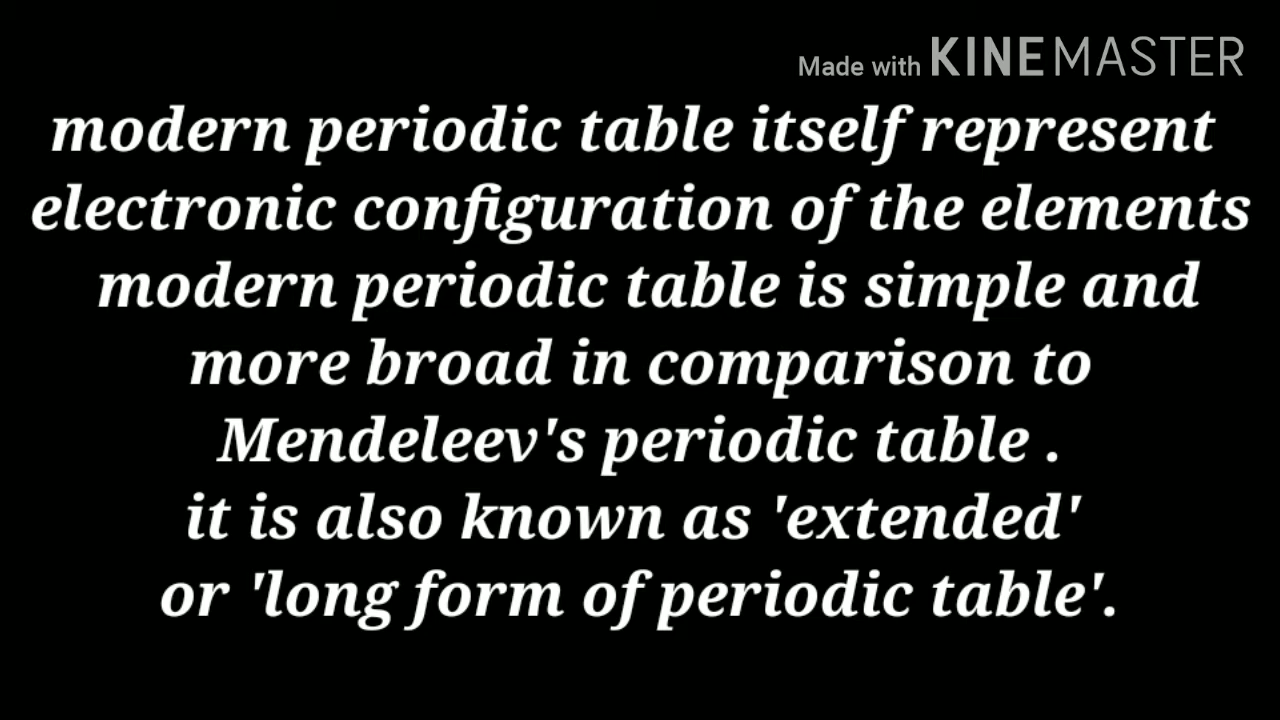 Made with KINEMASTER
modern periodic table itself represent
electronic configuration of the elements
modern periodic table is simple and
more broad in comparison to
Mendeleev's periodic table .
it is also known as 'extended'
or 'long form of periodic table'.